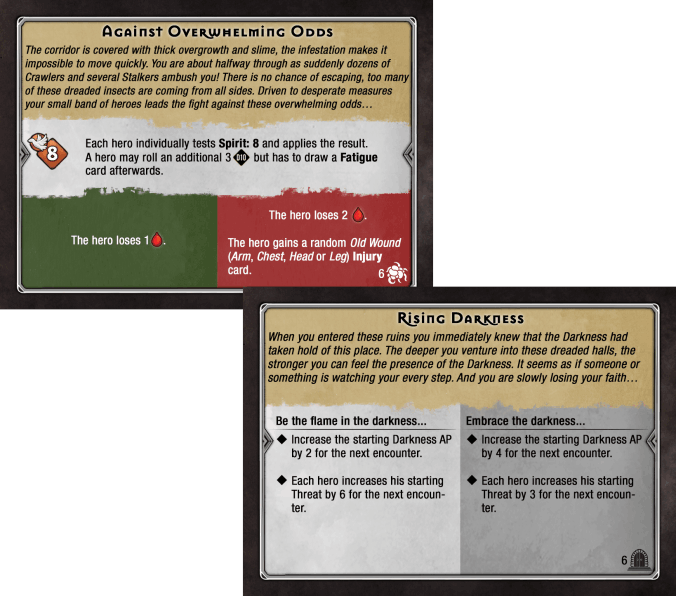 Against Overwhelming Odds
The corridor is covered with thick overgrowth and slime, the infestation makes it
impossible to move quickly. You are about halfway through as suddenly dozens of
Crawlers and several Stalkers ambush you! There is no chance of escaping, too many
of these dreaded insects are coming from all sides. Driven to desperate measures
your small band of heroes leads the fight against these overwhelming odds…
8
Each hero individually tests Spirit: 8 and applies the result.
A hero may roll an additional 3 D10 but has to draw a Fatigue
card afterwards.
The hero loses 1 .
The hero loses 2 .
The hero gains a random Old Wound
(Arm, Chest, Head or Leg) Injury
card.
6
Rising Darkness
When you entered these ruins you immediately knew that the Darkness had
taken hold of this place. The deeper you venture into these dreaded halls, the
stronger you can feel the presence of the Darkness. It seems as if someone or
something is watching your every step. And you are slowly losing your faith…
Be the flame in the darkness...
◆ Increase the starting Darkness AP
by 2 for the next encounter.
◆ Each hero increases his starting
Threat by 6 for the next encoun-
ter.
Embrace the darkness...
◆ Increase the starting Darkness AP
by 4 for the next encounter.
◆ Each hero increases his starting
Threat by 3 for the next encoun-
ter.
6